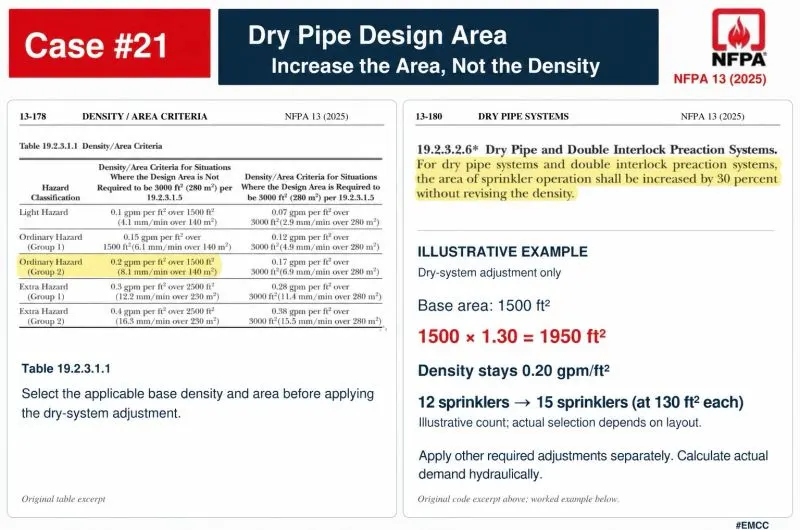 Case #21
Dry Pipe Design Area
Increase the Area, Not the Density
NFPA®
NFPA 13 (2025)
13-178 DENSITY / AREA CRITERIA NFPA 13 (2025)
Table 19.2.3.1.1 Density/Area Criteria
Hazard Classification
Density/Area Criteria for Situations
Where the Design Area is Not
Required to be 3000 ft² (280 m²) per
19.2.3.1.5
Density/Area Criteria for Situations
Where the Design Area is Required to
be 3000 ft² (280 m²) per 19.2.3.1.5
Light Hazard
0.1 gpm per ft² over 1500 ft²
(4.1 mm/min over 140 m²)
0.07 gpm per ft² over
3000 ft²(2.9 mm/min over 280 m²)
Ordinary Hazard
(Group 1)
0.15 gpm per ft² over
1500 ft²(6.1 mm/min over 140 m²)
0.12 gpm per ft² over
3000 ft²(4.9 mm/min over 280 m²)
Ordinary Hazard
(Group 2)
0.2 gpm per ft² over 1500 ft²
(8.1 mm/min over 140 m²)
0.17 gpm per ft² over
3000 ft²(6.9 mm/min over 280 m²)
Extra Hazard
(Group 1)
0.3 gpm per ft² over 2500 ft²
(12.2 mm/min over 230 m²)
0.28 gpm per ft² over
3000 ft²(11.4 mm/min over 280 m²)
Extra Hazard
(Group 2)
0.4 gpm per ft² over 2500 ft²
(16.3 mm/min over 230 m²)
0.38 gpm per ft² over
3000 ft²(15.5 mm/min over 280 m²)
Table 19.2.3.1.1
Select the applicable base density and area before applying
the dry-system adjustment.
Original table excerpt
13-180 DRY PIPE SYSTEMS NFPA 13 (2025)
19.2.3.2.6* Dry Pipe and Double Interlock Preaction Systems.
For dry pipe systems and double interlock preaction systems,
the area of sprinkler operation shall be increased by 30 percent
without revising the density.
ILLUSTRATIVE EXAMPLE
Dry-system adjustment only
Base area: 1500 ft²
1500 × 1.30 = 1950 ft²
Density stays 0.20 gpm/ft²
12 sprinklers → 15 sprinklers (at 130 ft² each)
Illustrative count; actual selection depends on layout.
Apply other required adjustments separately. Calculate actual
demand hydraulically.
Original code excerpt above; worked example below.
#EMCC